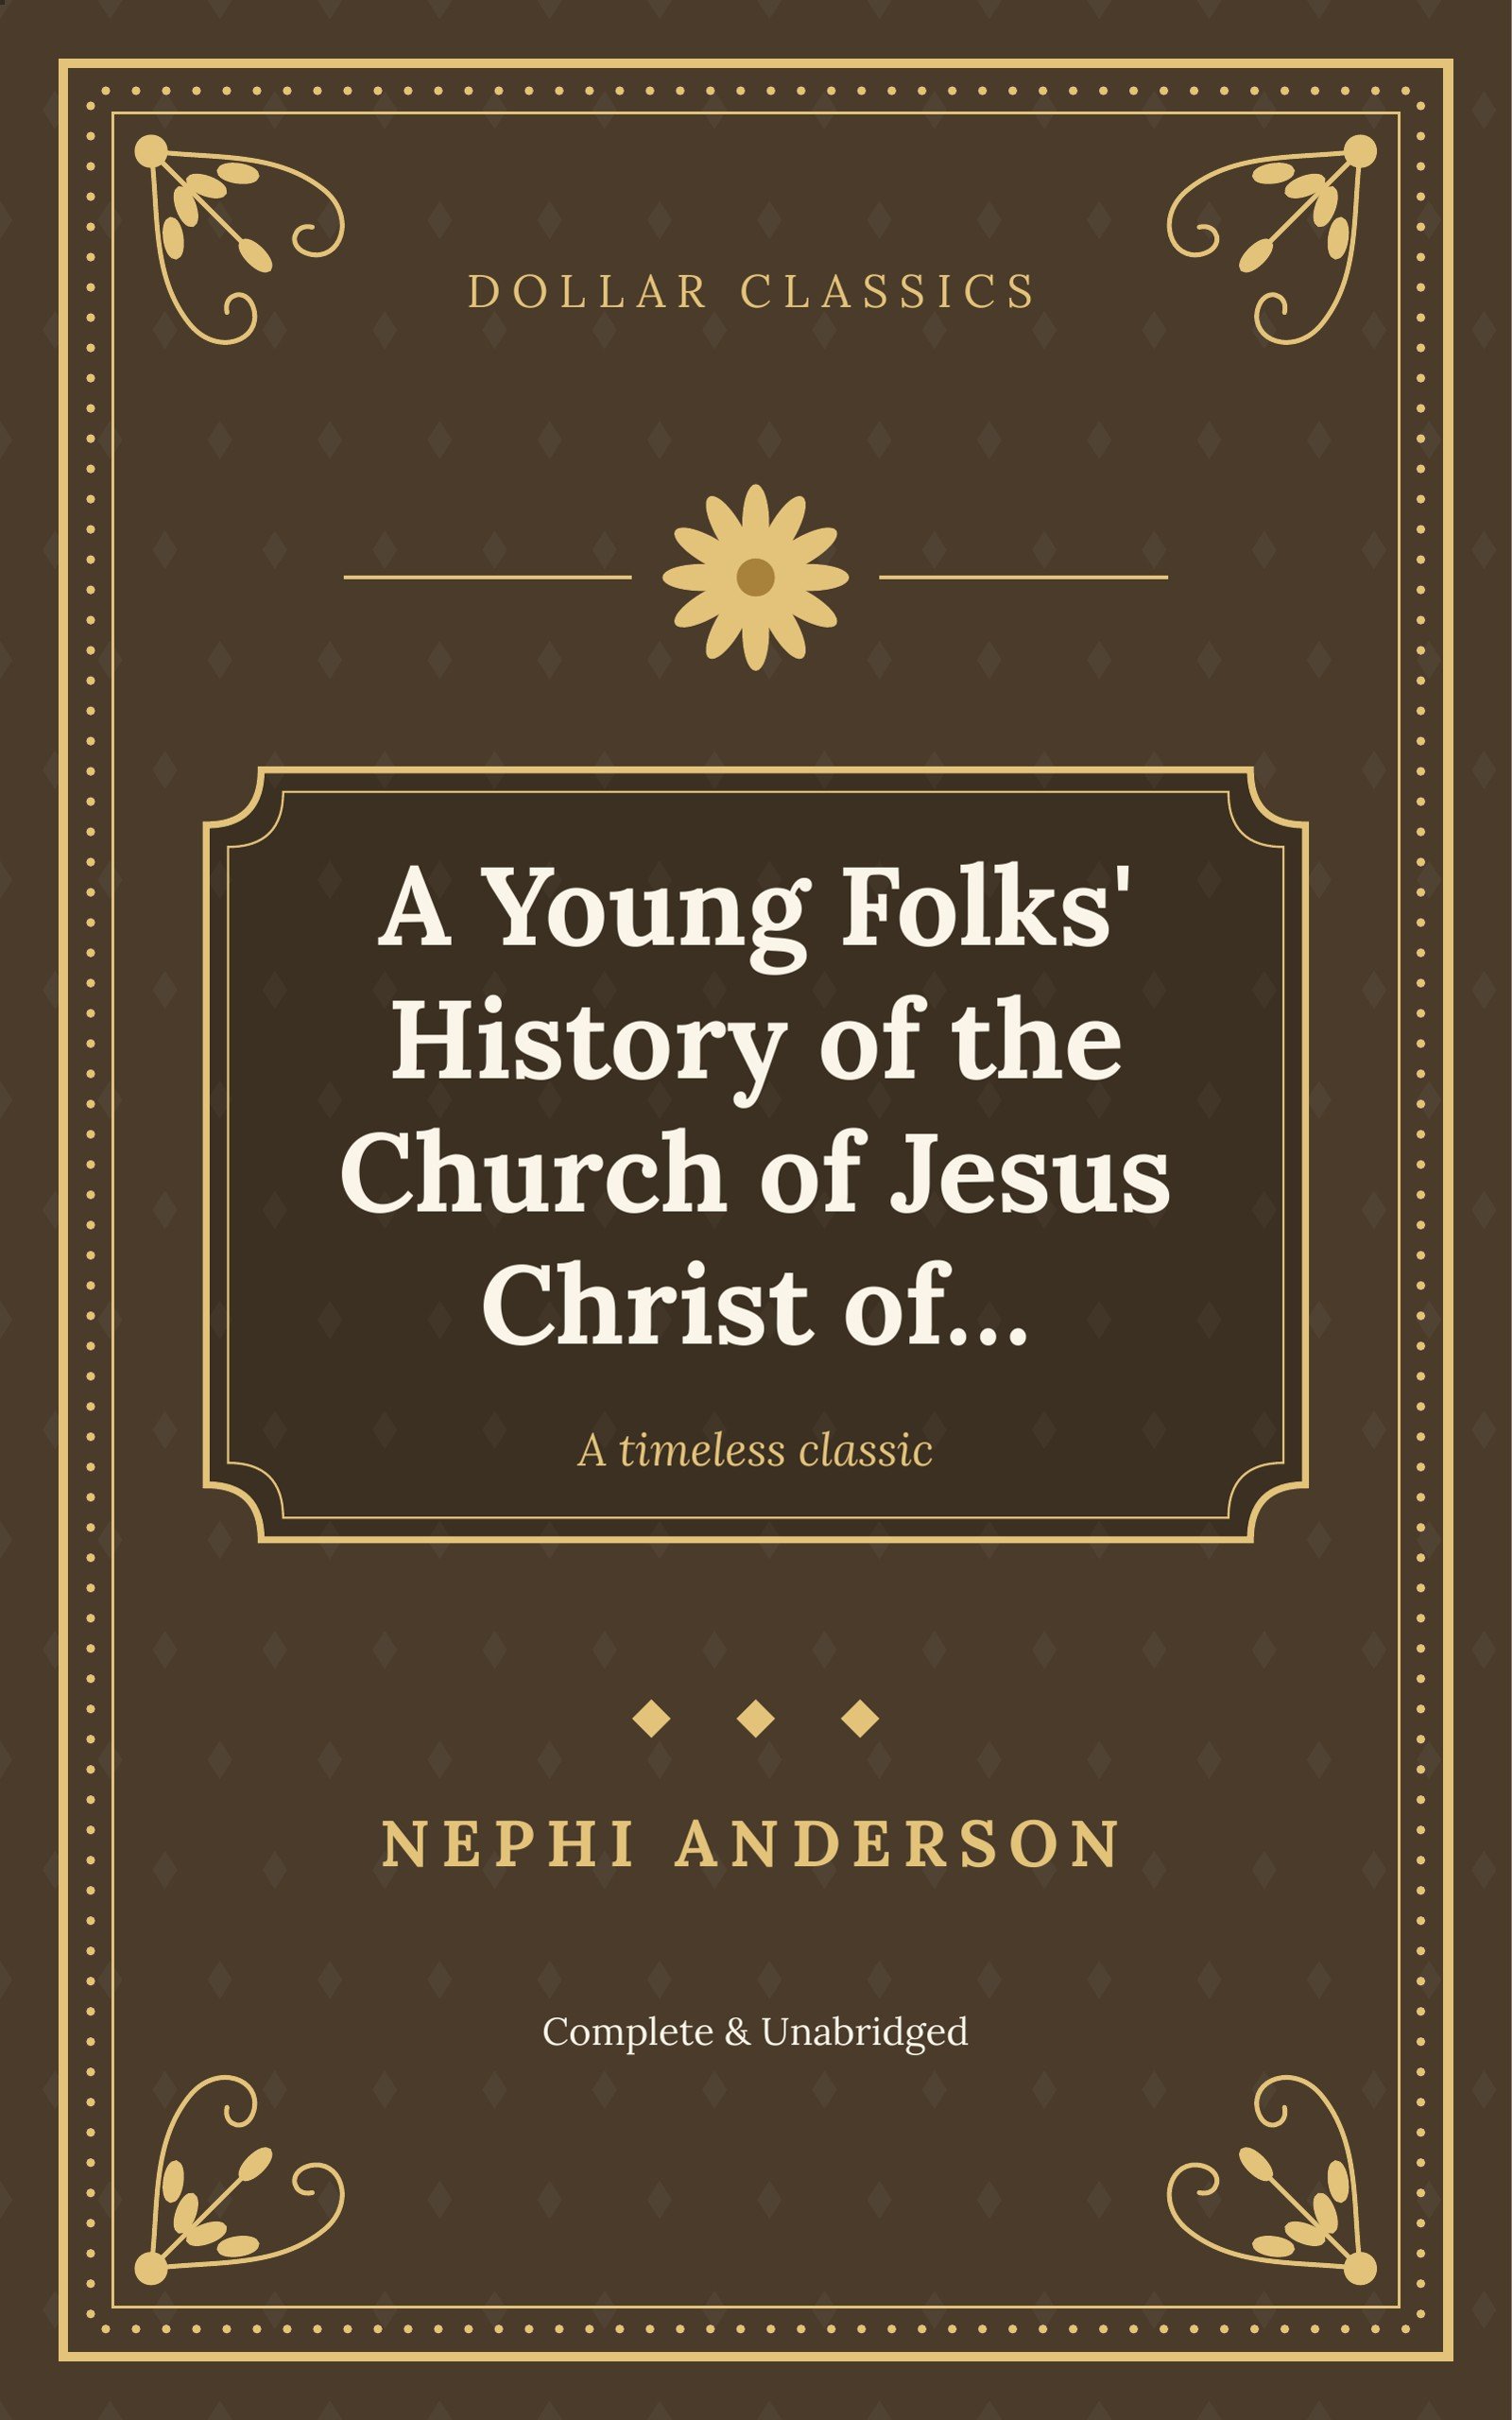 DOLLAR CLASSICS
A Young Folks'
History of the
Church of Jesus
Christ of...
A timeless classic
NEPHI ANDERSON
Complete & Unabridged